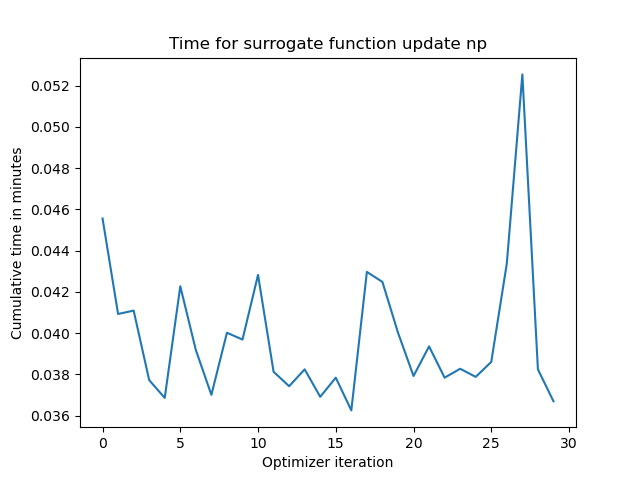 Time for surrogate function update np
Cumulative time in minutes
0.052
0.050
0.048
0.046
0.044
0.042
0.040
0.038
0.036
0 5 10 15 20 25 30
Optimizer iteration